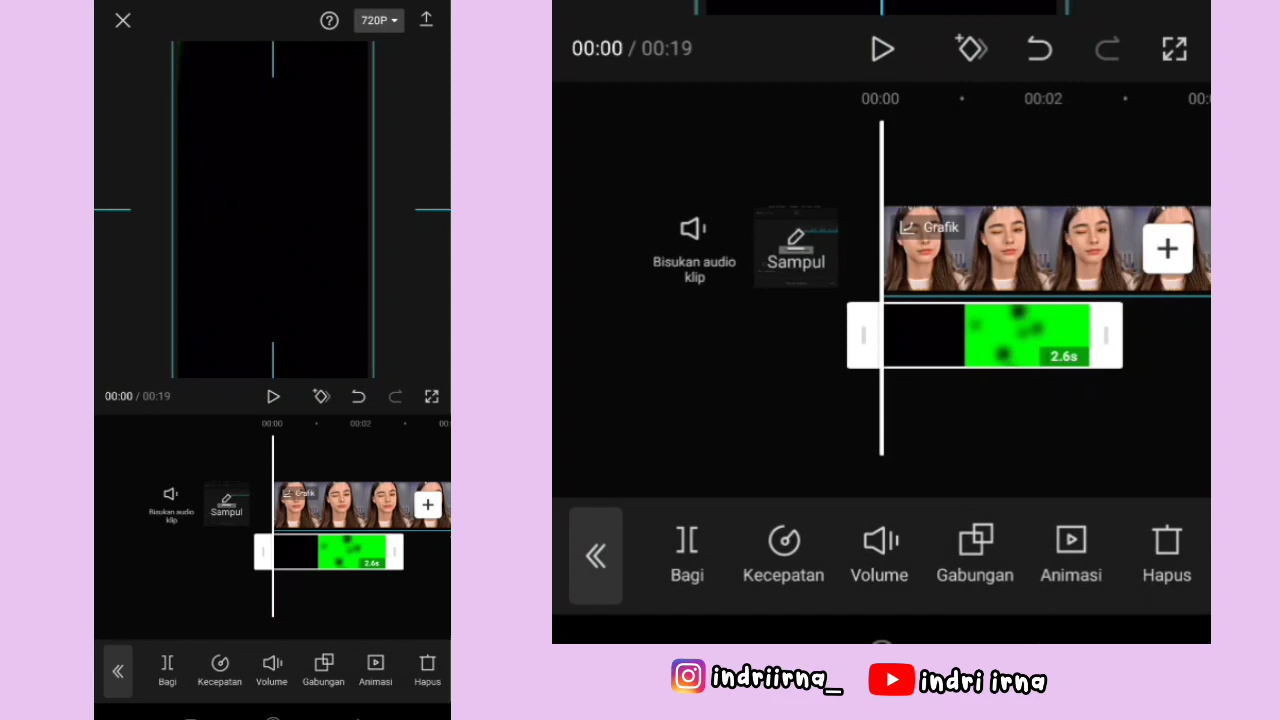 720P
00:00 / 00:19
00:00
00:02
00:
Bisukan audio
klip
Sampul
Grafik
2.6s
Bagi
Kecepatan
Volume
Gabungan
Animasi
Hapus
00:00 / 00:19
00:00
00:02
00:
Bisukan audio
klip
Sampul
Grafik
2.6s
Bagi
Kecepatan
Volume
Gabungan
Animasi
Hapus
indriirna_
indri irna